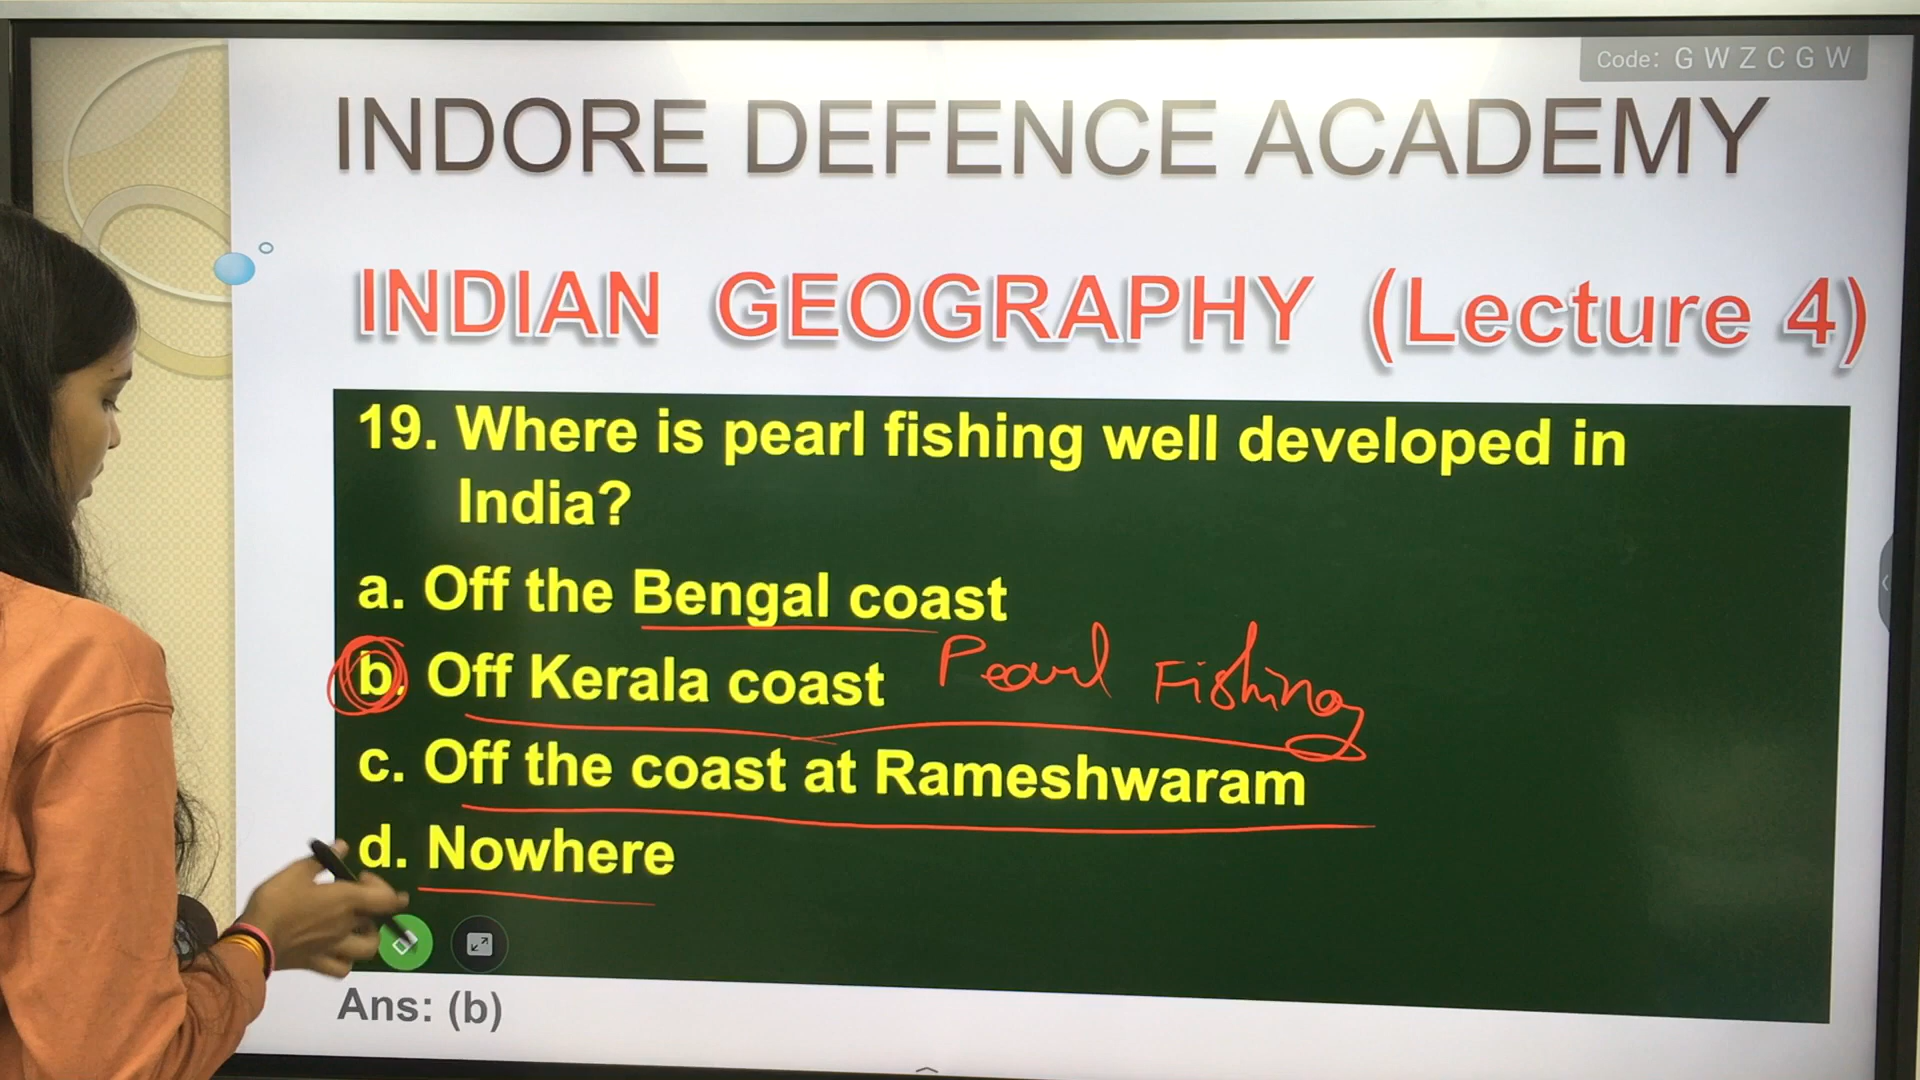 Code: GWZCGW
INDORE DEFENCE ACADEMY
INDIAN GEOGRAPHY (Lecture 4)
19. Where is pearl fishing well developed in
India?
a. Off the Bengal coast
b. Off Kerala coast Pearl Fishing
c. Off the coast at Rameshwaram
d. Nowhere
Ans: (b)